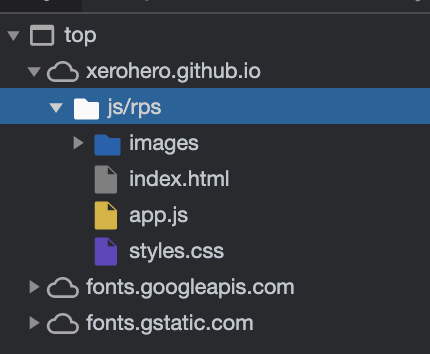 top
xerohero.github.io
js/rps
images
index.html
app.js
styles.css
fonts.googleapis.com
fonts.gstatic.com